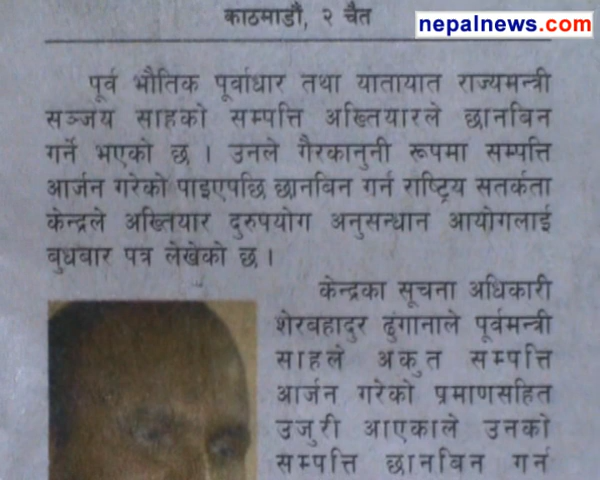 nepalnews.com
काठमाडौं, २ चैत
पूर्व भौतिक पूर्वाधार तथा यातायात राज्यमन्त्री
सञ्जय साहको सम्पत्ति अख्तियारले छानबिन
गर्ने भएको छ । उनले गैरकानुनी रूपमा सम्पत्ति
आर्जन गरेको पाइएपछि छानबिन गर्न राष्ट्रिय सतर्कता
केन्द्रले अख्तियार दुरुपयोग अनुसन्धान आयोगलाई
बुधबार पत्र लेखेको छ ।
केन्द्रका सूचना अधिकारी
शेरबहादुर ढुंगानाले पूर्वमन्त्री
साहले अकुत सम्पत्ति
आर्जन गरेको प्रमाणसहित
उजुरी आएकाले उनको
सम्पत्ति छानबिन गर्न